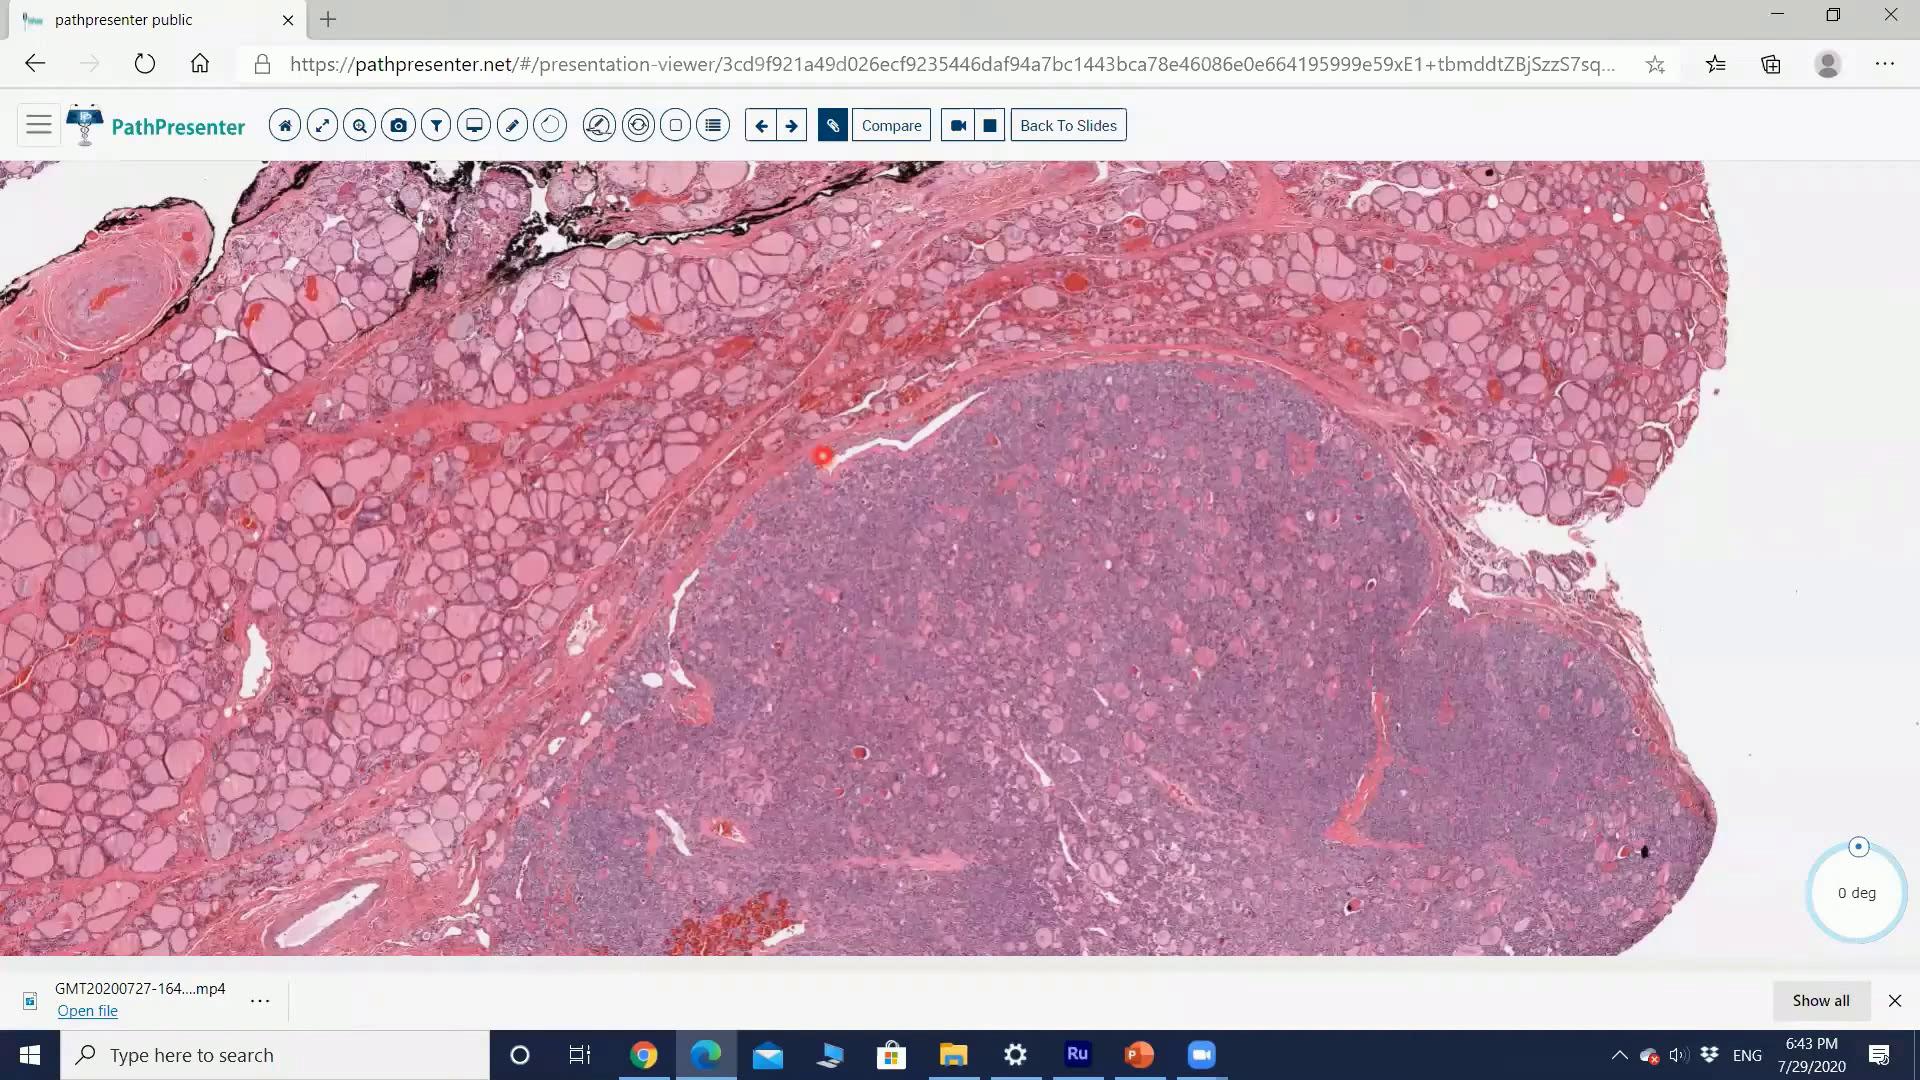 pathpresenter public
https://pathpresenter.net/#/presentation-viewer/3cd9f921a49d026ecf9235446daf94a7bc1443bca78e46086e0e664195999e59xE1+tbmddtZBjSzzS7sq...
PathPresenter
Compare
Back To Slides
0 deg
GMT20200727-164....mp4
Open file
Show all
Type here to search
Ru
P
ENG
6:43 PM
7/29/2020